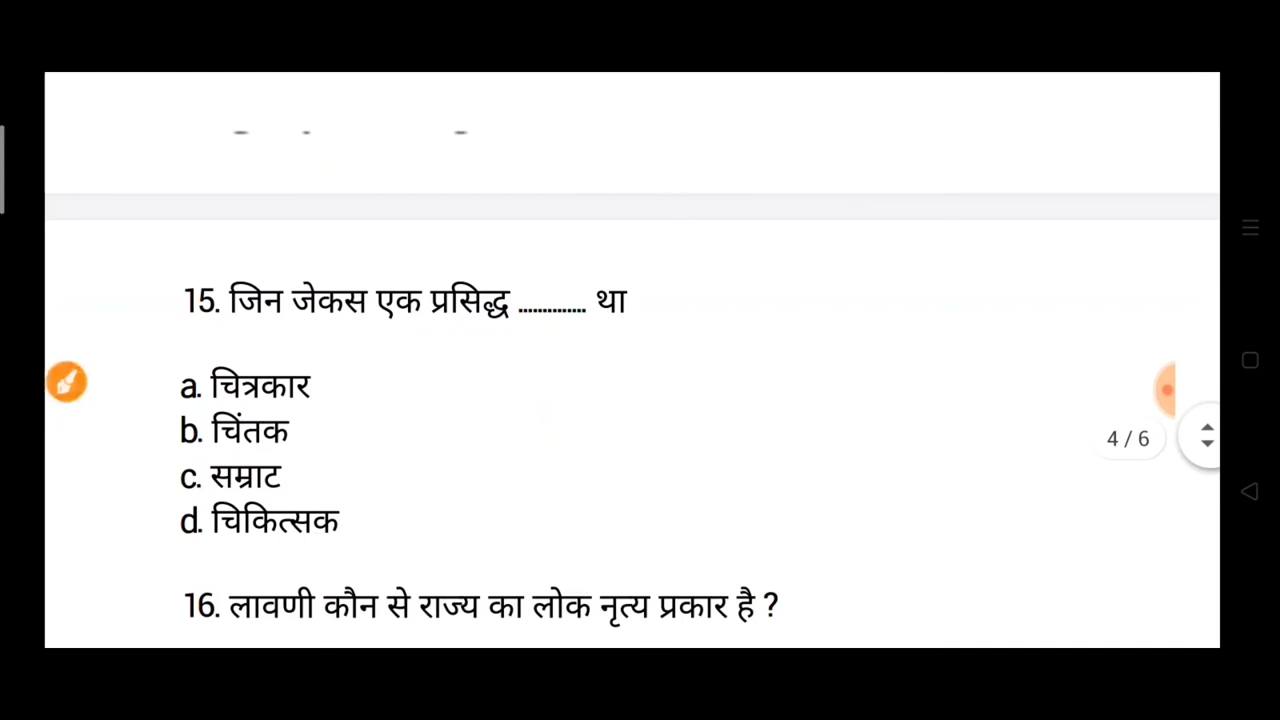 15. जिन जेकस एक प्रसिद्ध ............. था
a. चित्रकार
b. चिंतक
c. सम्राट
d. चिकित्सक
4 / 6
16. लावणी कौन से राज्य का लोक नृत्य प्रकार है ?